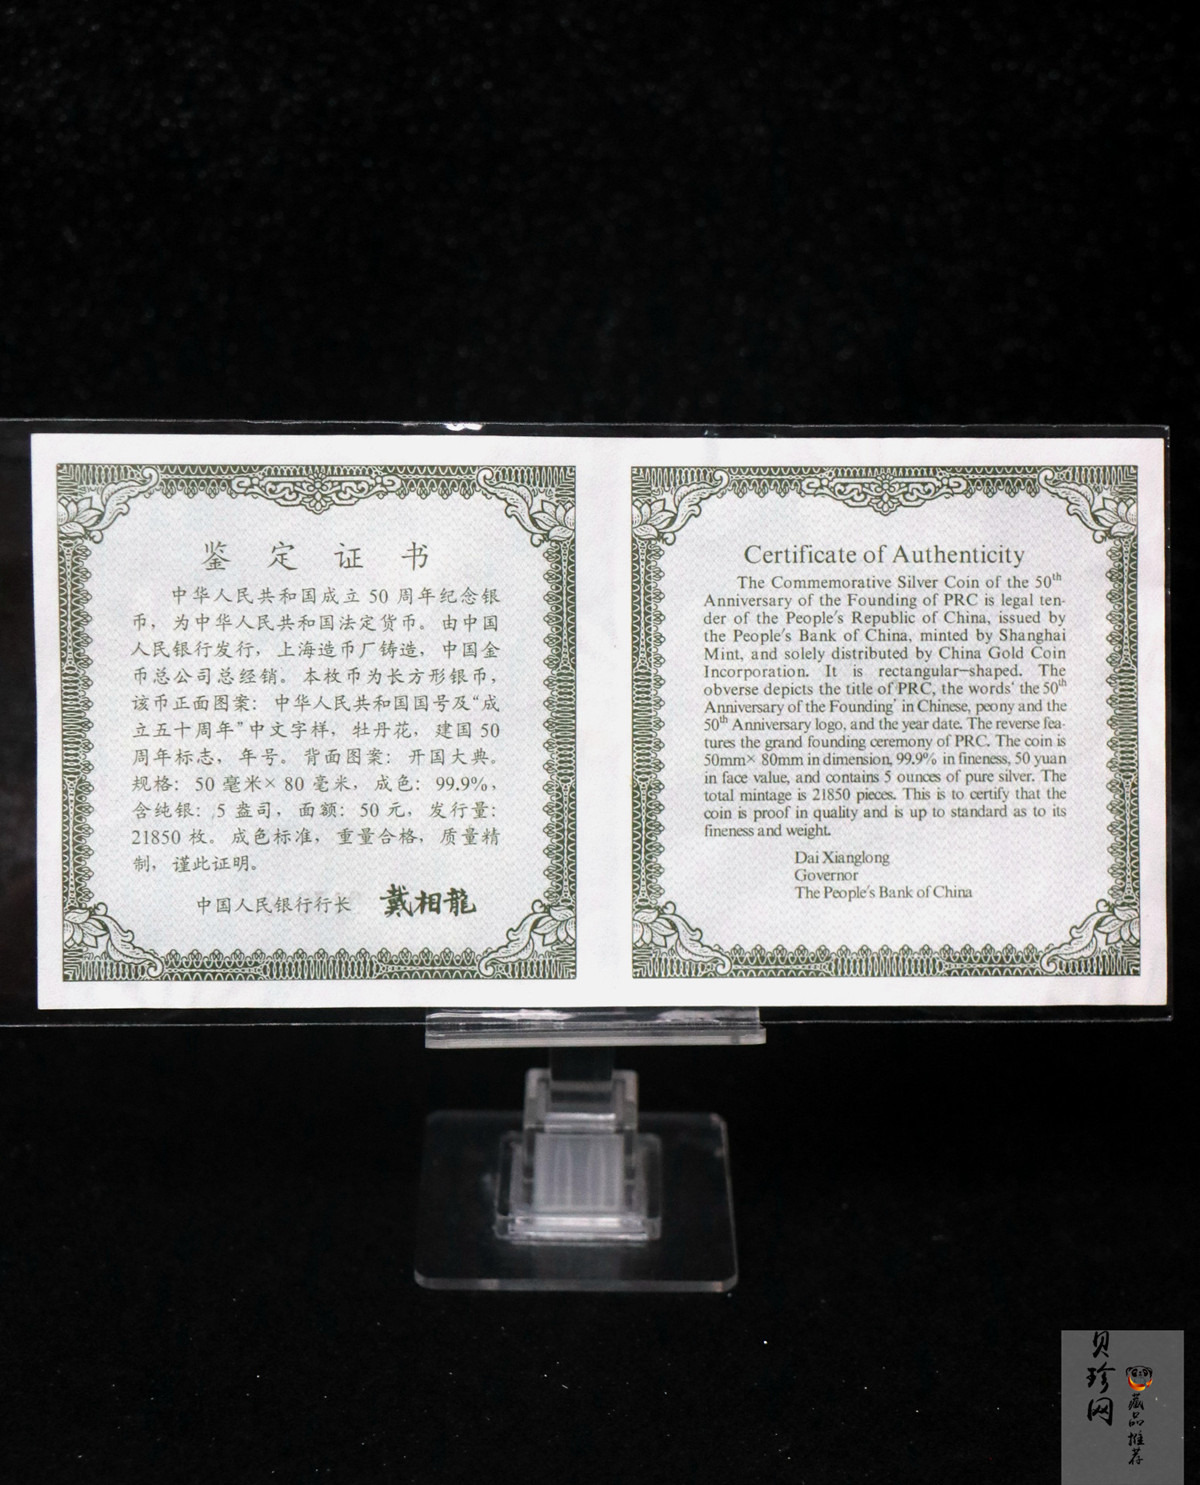 鉴定证书
中华人民共和国成立50周年纪念银
币，为中华人民共和国法定货币。由中国
人民银行发行，上海造币厂铸造，中国金
币总公司总经销。本枚币为长方形银币，
该币正面图案：中华人民共和国国号及“成
立五十周年”中文字样，牡丹花，建国50
周年标志，年号。背面图案：开国大典。
规格：50毫米×80毫米，成色：99.9%，
含纯银：5盎司，面额：50元，发行量：
21850枚。成色标准，重量合格，质量精
制，谨此证明。
中国人民银行行长 戴相龍
Certificate of Authenticity
The Commemorative Silver Coin of the 50th
Anniversary of the Founding of PRC is legal ten-
der of the People's Republic of China, issued by
the People's Bank of China, minted by Shanghai
Mint, and solely distributed by China Gold Coin
Incorporation. It is rectangular-shaped. The
obverse depicts the title of PRC, the words' the 50th
Anniversary of the Founding' in Chinese, peony and the
50th Anniversary logo, and the year date. The reverse fea-
tures the grand founding ceremony of PRC. The coin is
50mm× 80mm in dimension, 99.9% in fineness, 50 yuan
in face value, and contains 5 ounces of pure silver. The
total mintage is 21850 pieces. This is to certify that the
coin is proof in quality and is up to standard as to its
fineness and weight.
Dai Xianglong
Governor
The People's Bank of China
贝珍网
藏品推荐